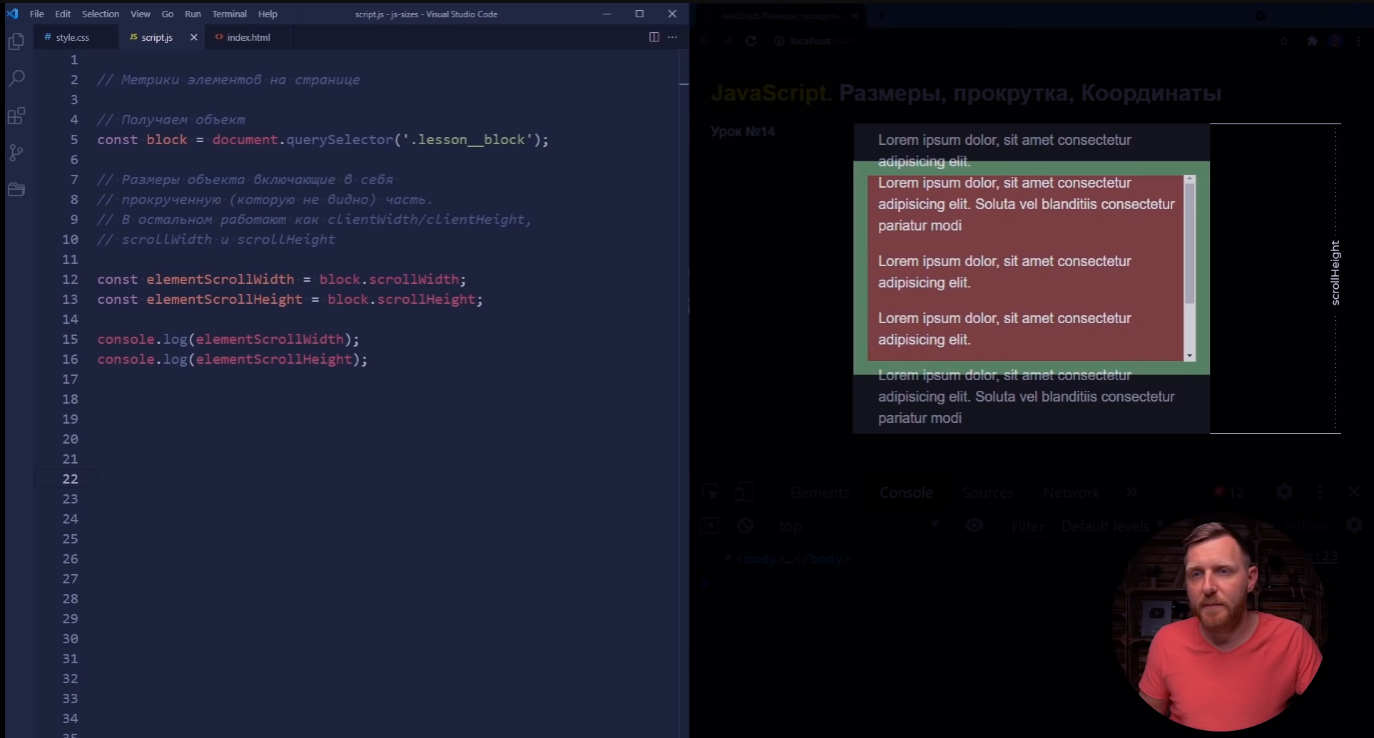 File Edit Selection View Go Run Terminal Help script.js - js-sizes - Visual Studio Code
# style.css JS script.js index.html
1
2 // Метрики элементов на странице
3
4 // Получаем объект
5 const block = document.querySelector('.lesson__block');
6
7 // Размеры объекта включающие в себя
8 // прокрученную (которую не видно) часть.
9 // В остальном работают как clientWidth/clientHeight,
10 // scrollWidth и scrollHeight
11
12 const elementScrollWidth = block.scrollWidth;
13 const elementScrollHeight = block.scrollHeight;
14
15 console.log(elementScrollWidth);
16 console.log(elementScrollHeight);
17
18
19
20
21
22
23
24
25
26
27
28
29
30
31
32
33
34
35
localhost
JavaScript. Размеры, прокрутка, Координаты
Урок №14
Lorem ipsum dolor, sit amet consectetur
adipisicing elit.
Lorem ipsum dolor, sit amet consectetur
adipisicing elit. Soluta vel blanditiis consectetur
pariatur modi
Lorem ipsum dolor, sit amet consectetur
adipisicing elit.
Lorem ipsum dolor, sit amet consectetur
adipisicing elit.
Lorem ipsum dolor, sit amet consectetur
adipisicing elit. Soluta vel blanditiis consectetur
pariatur modi
scrollHeight
Elements Console Sources Network 12
top Filter Default levels
<body>…</body>